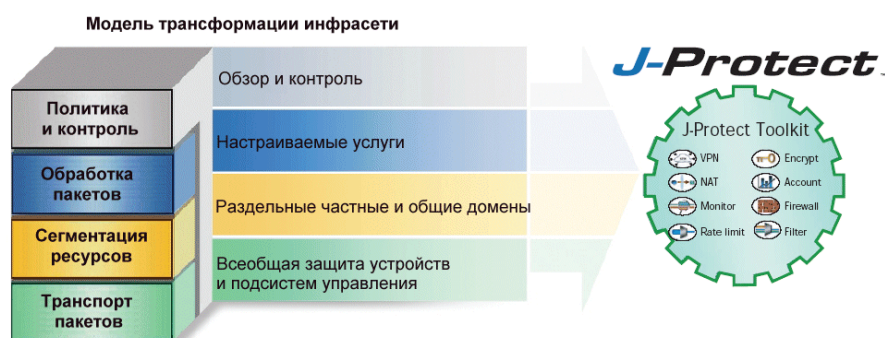 Модель трансформации инфрасети
Политика
и контроль
Обработка
пакетов
Сегментация
ресурсов
Транспорт
пакетов
Обзор и контроль
Настраиваемые услуги
Раздельные частные и общие домены
Всеобщая защита устройств
и подсистем управления
J-Protect
J-Protect Toolkit
VPN
Encrypt
NAT
Account
Monitor
Firewall
Rate limit
Filter